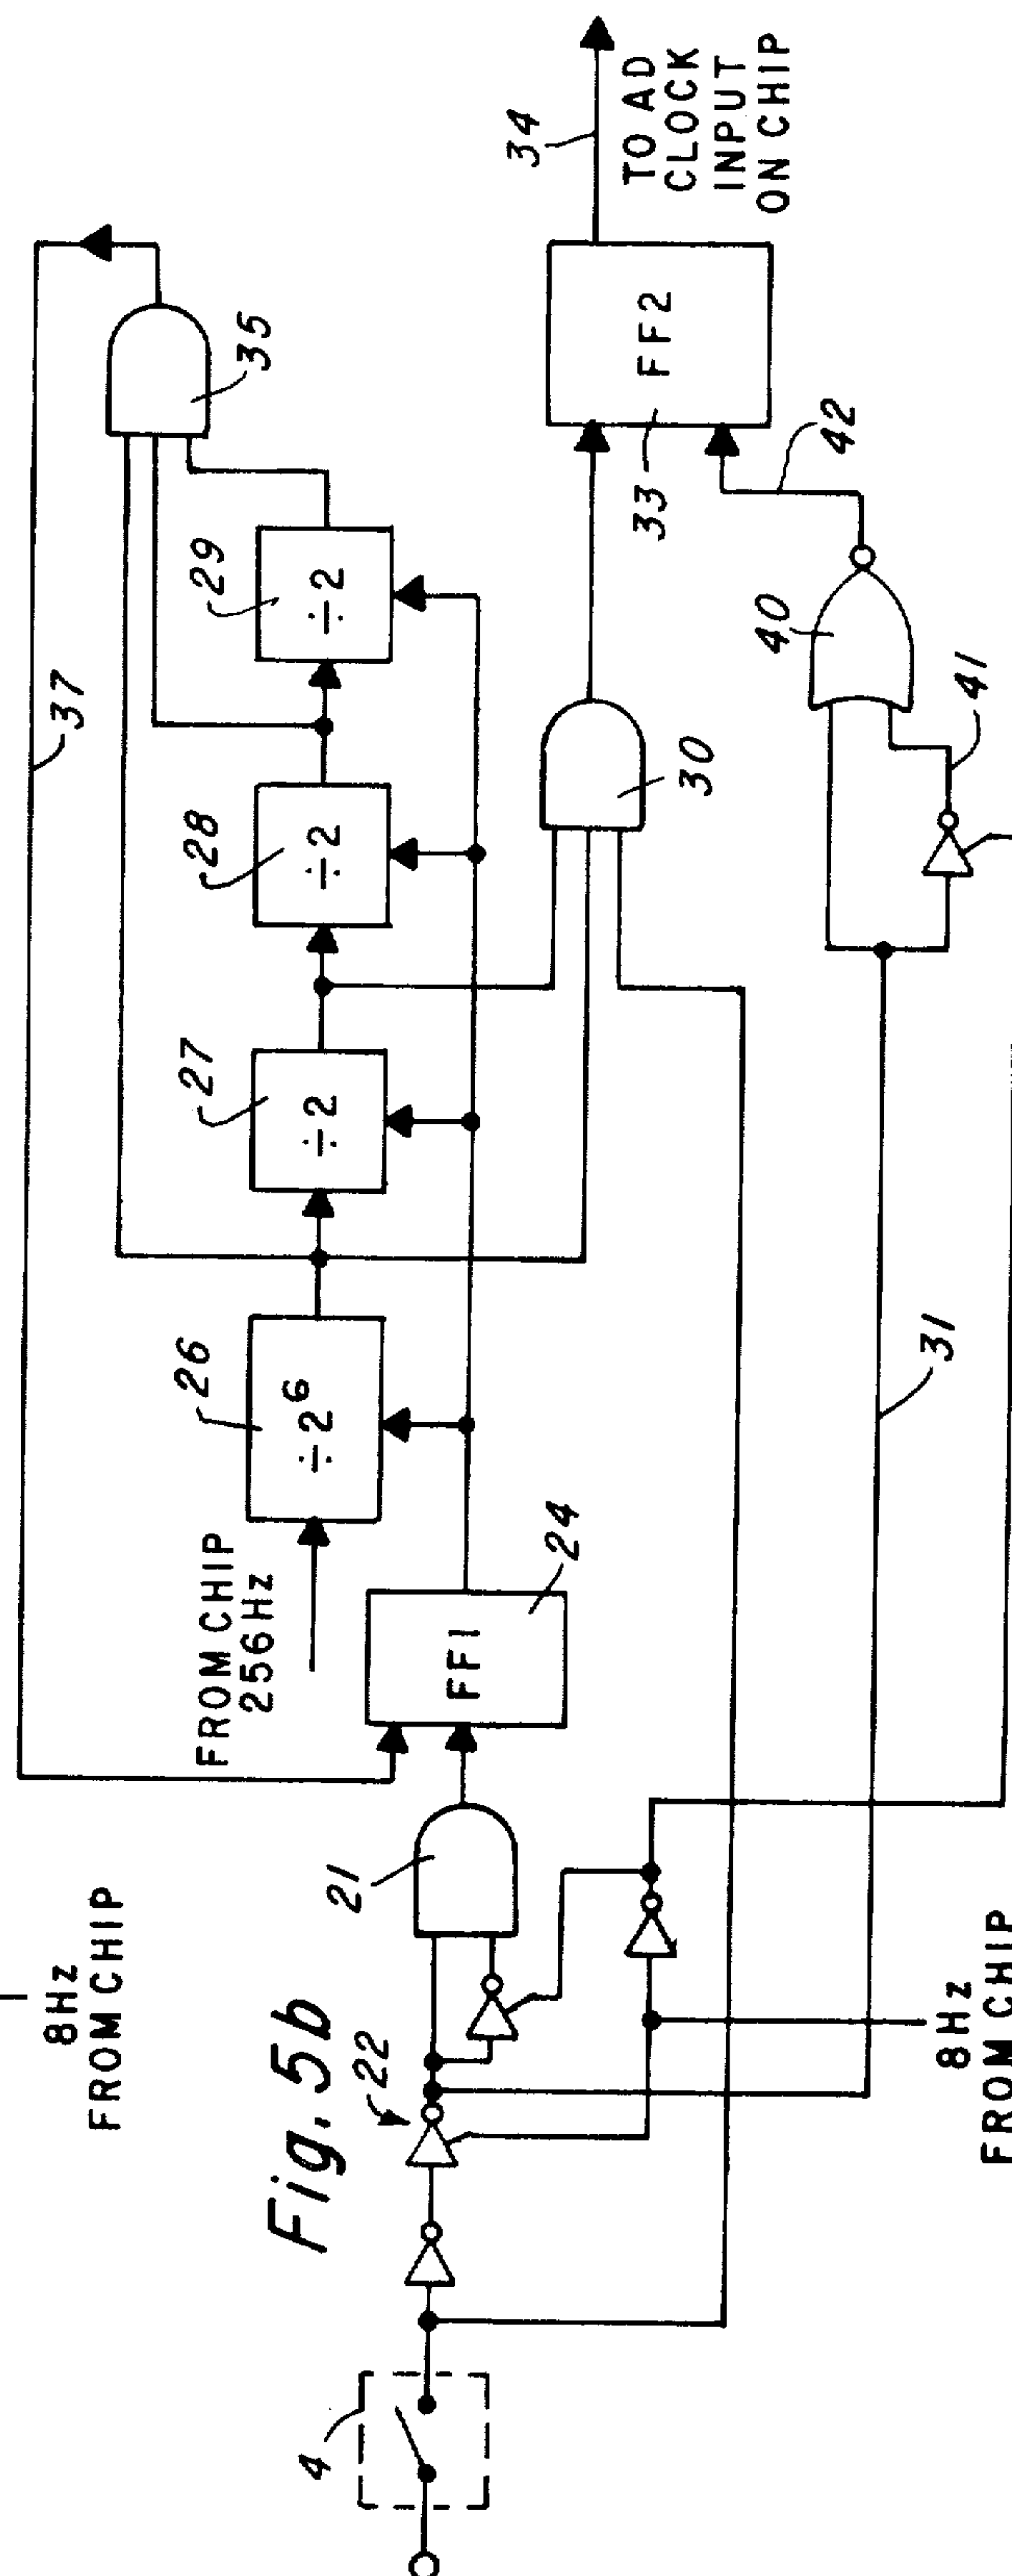 8Hz
FROM CHIP
Fig. 5b
4
22
21
FROM CHIP
256Hz
FF1
24
37
÷2⁶
26
÷2
27
÷2
28
÷2
29
35
30
31
8Hz
FROM CHIP
40
41
42
FF2
33
34
TO AD
CLOCK
INPUT
ON CHIP